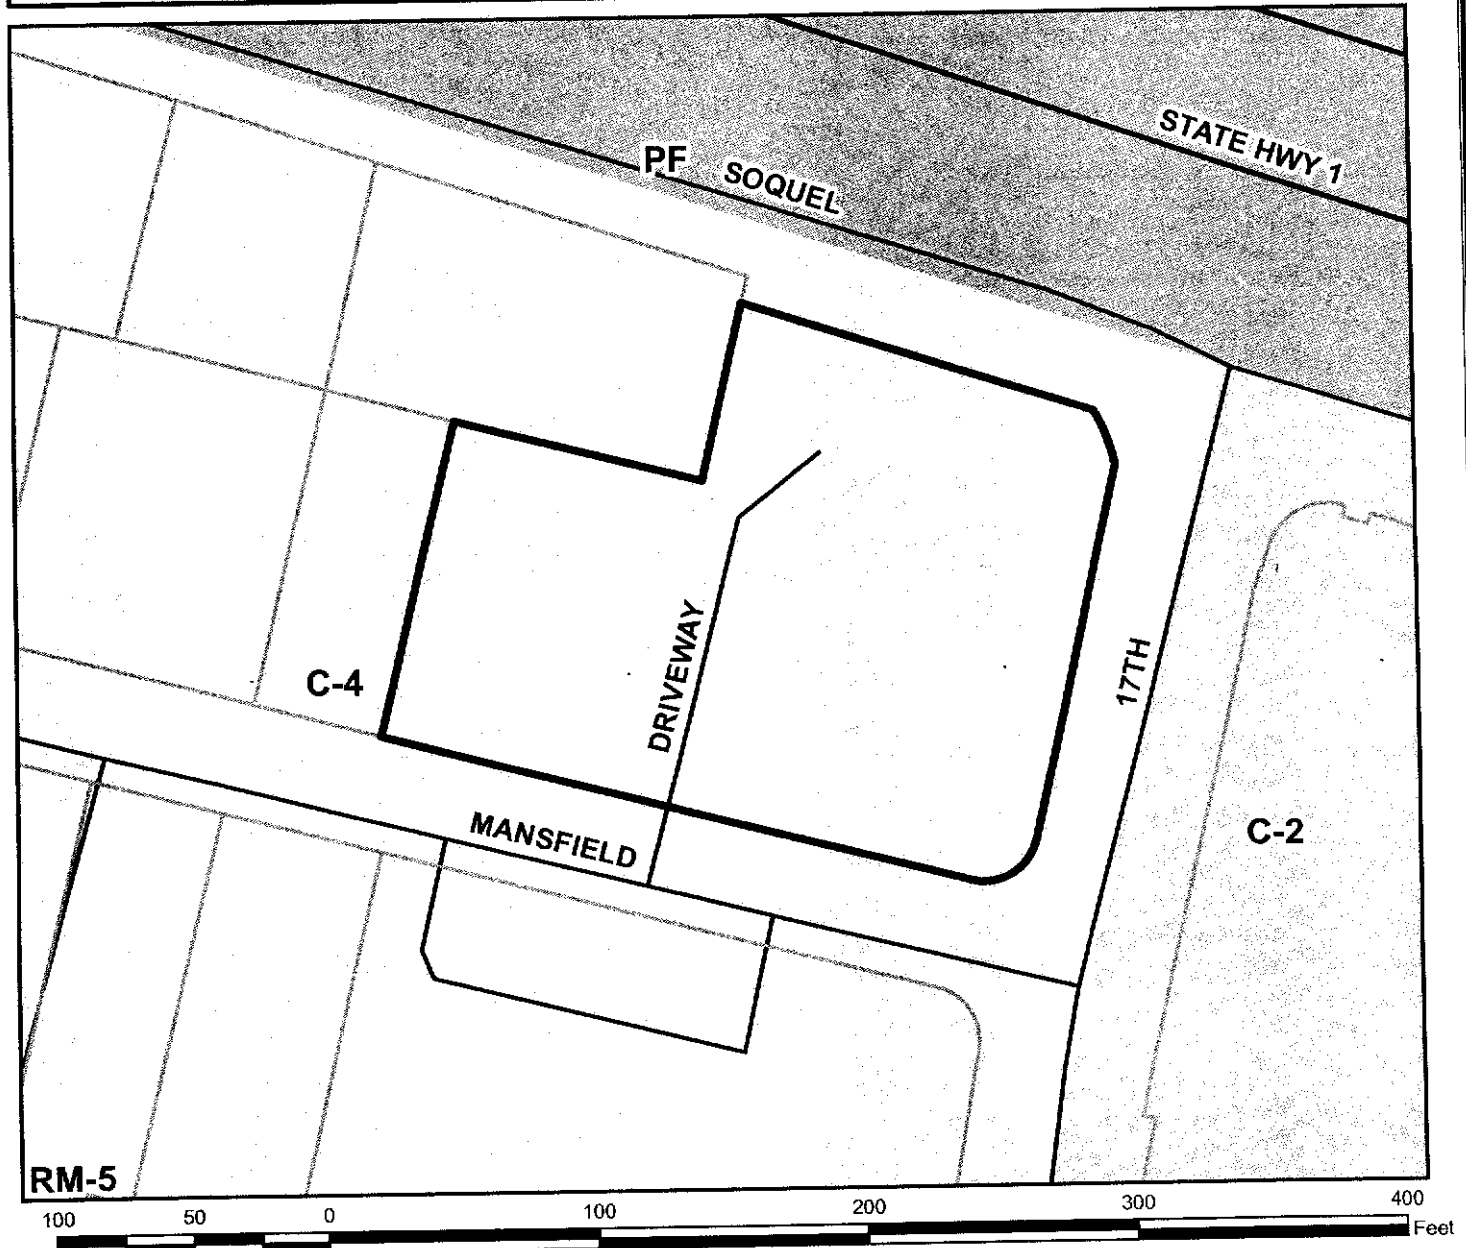 STATE HWY 1
PF SOQUEL
DRIVEWAY
17TH
C-4
MANSFIELD
C-2
RM-5
100 50 0 100 200 300 400
Feet